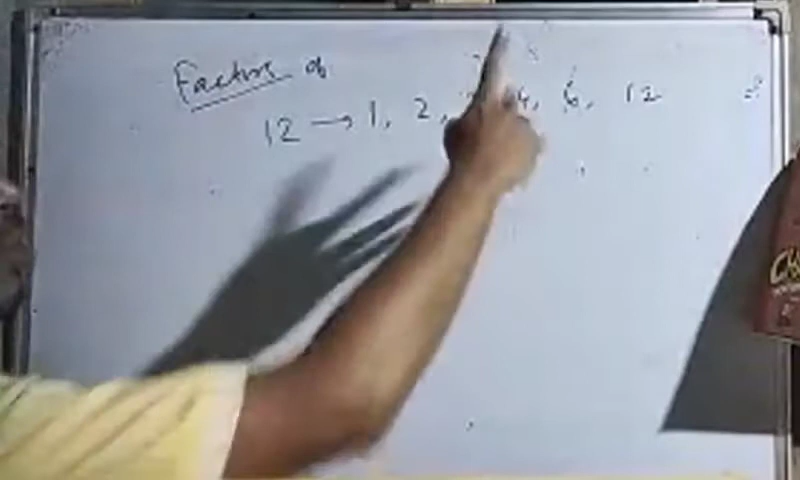 Factors of
12 → 1, 2, 4, 6, 12